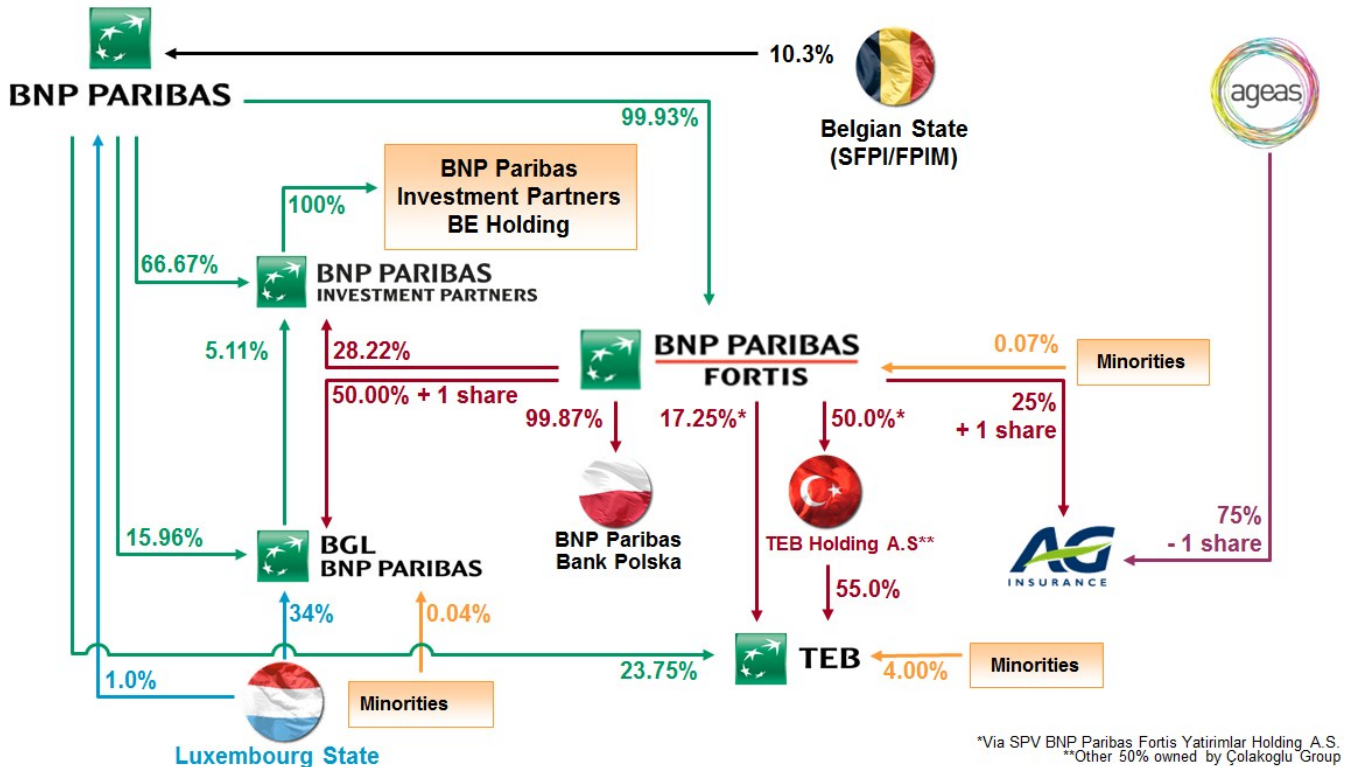 BNP PARIBAS
10.3%
Belgian State
(SFPI/FPIM)
ageas
99.93%
BNP Paribas
Investment Partners
BE Holding
100%
66.67%
BNP PARIBAS
INVESTMENT PARTNERS
5.11%
28.22%
50.00% + 1 share
BNP PARIBAS
FORTIS
0.07%
Minorities
99.87%
17.25%*
50.0%*
25%
+ 1 share
BNP Paribas
Bank Polska
TEB Holding A.S**
75%
- 1 share
AG
INSURANCE
15.96%
BGL
BNP PARIBAS
55.0%
34%
0.04%
TEB
4.00%
Minorities
23.75%
1.0%
Minorities
Luxembourg State
*Via SPV BNP Paribas Fortis Yatirimlar Holding A.S.
**Other 50% owned by Çolakoglu Group